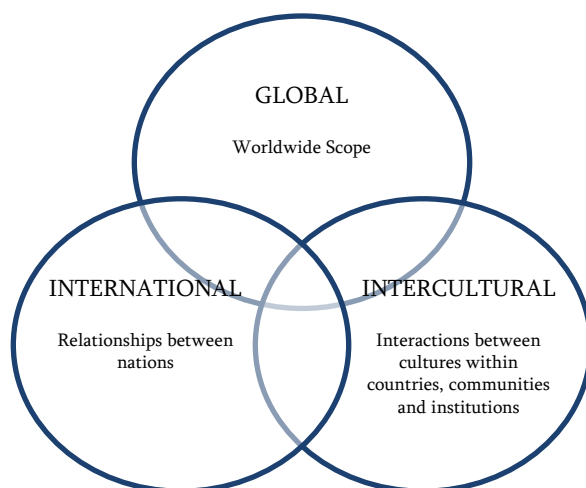 GLOBAL
Worldwide Scope
INTERNATIONAL
Relationships between
nations
INTERCULTURAL
Interactions between
cultures within
countries, communities
and institutions